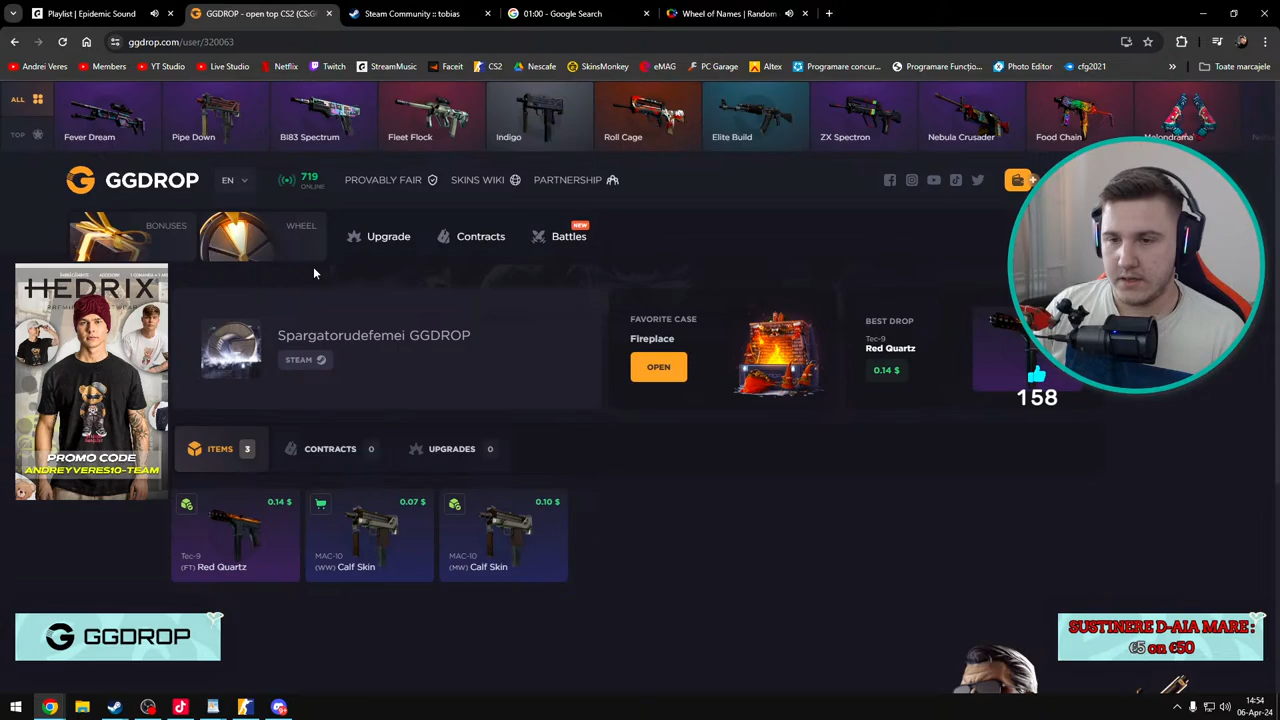 Playlist | Epidemic Sound
GGDROP - open top CS2 (CS:G
Steam Community :: tobias
01:00 - Google Search
Wheel of Names | Random
ggdrop.com/user/320063
Andrei Veres
Members
YT Studio
Live Studio
Netflix
Twitch
StreamMusic
Faceit
CS2
Nescafe
SkinsMonkey
eMAG
PC Garage
Altex
Programare concur...
Programare Funcțio...
Photo Editor
cfg2021
Toate marcajele
ALL
TOP
Fever Dream
Pipe Down
Bi83 Spectrum
Fleet Flock
Indigo
Roll Cage
Elite Build
ZX Spectron
Nebula Crusader
Food Chain
Melondrama
GGDROP
EN
719
ONLINE
PROVABLY FAIR
SKINS WIKI
PARTNERSHIP
BONUSES
WHEEL
Upgrade
Contracts
NEW
Battles
HEDRIX
Spargatorudefemei GGDROP
STEAM
FAVORITE CASE
Fireplace
OPEN
BEST DROP
Tec-9
Red Quartz
0.14 $
158
PROMO CODE
ANDREYVERES10-TEAM
ITEMS 3
CONTRACTS 0
UPGRADES 0
0.14 $
Tec-9
(FT) Red Quartz
0.07 $
MAC-10
(WW) Calf Skin
0.10 $
MAC-10
(MW) Calf Skin
GGDROP
SUSTINERE D-AIA MARE :
€5 on €50
14:54
06-Apr-24